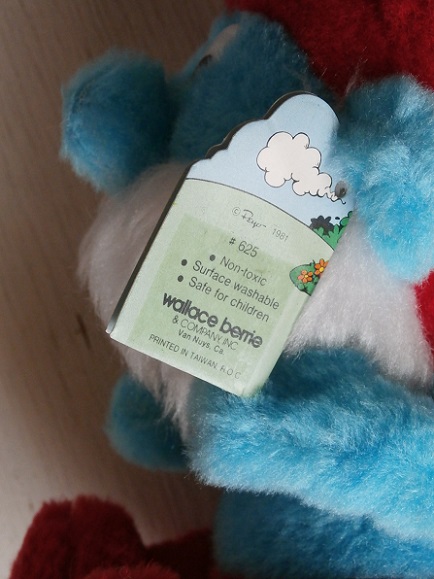 © Peyo 1981
# 625
• Non-toxic
• Surface washable
• Safe for children
wallace berrie
& COMPANY, INC.
Van Nuys, Ca.
PRINTED IN TAIWAN, R.O.C.